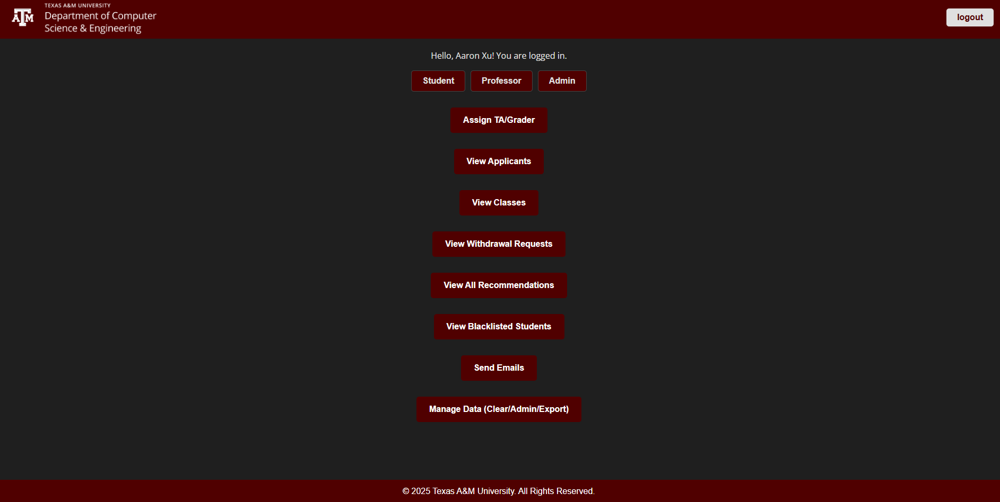 TEXAS A&M UNIVERSITY
Department of Computer
Science & Engineering
ATM
logout
Hello, Aaron Xu! You are logged in.
Student Professor Admin
Assign TA/Grader
View Applicants
View Classes
View Withdrawal Requests
View All Recommendations
View Blacklisted Students
Send Emails
Manage Data (Clear/Admin/Export)
© 2025 Texas A&M University. All Rights Reserved.